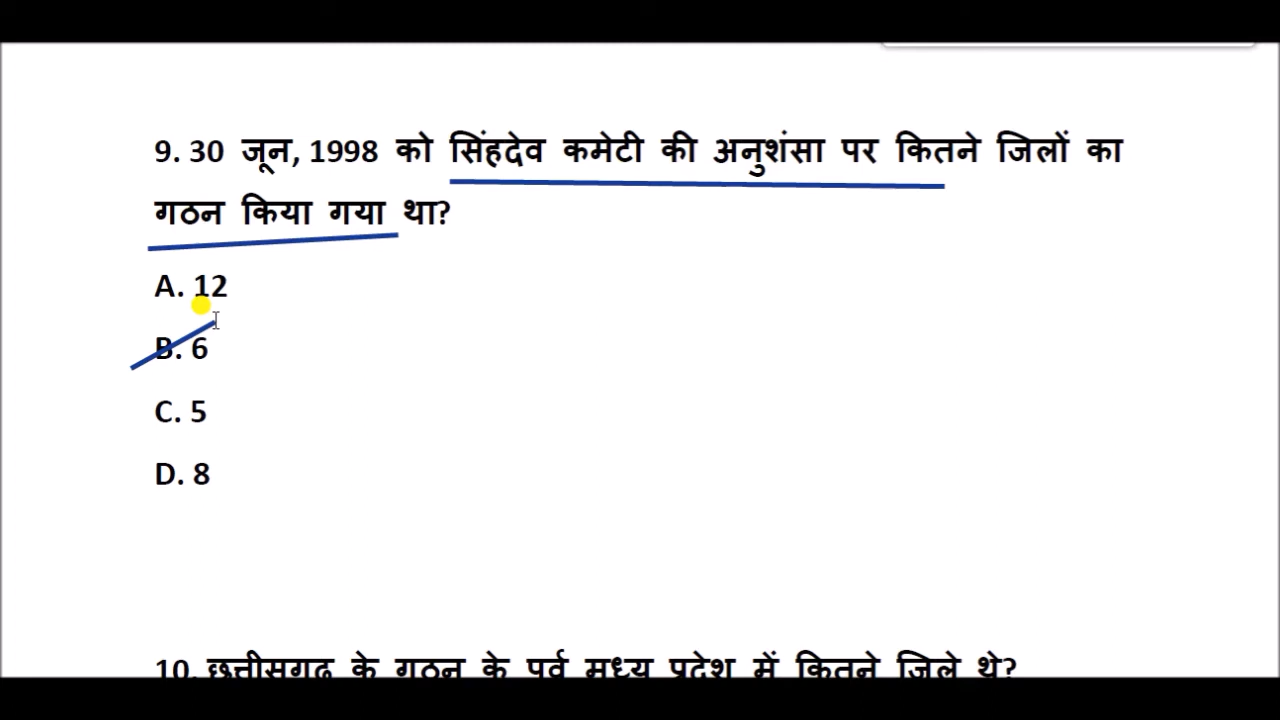 9. 30 जून, 1998 को सिंहदेव कमेटी की अनुशंसा पर कितने जिलों का
गठन किया गया था?
A. 12
B. 6
C. 5
D. 8
10. छत्तीसगढ़ के गठन के पूर्व मध्य प्रदेश में कितने जिले थे?